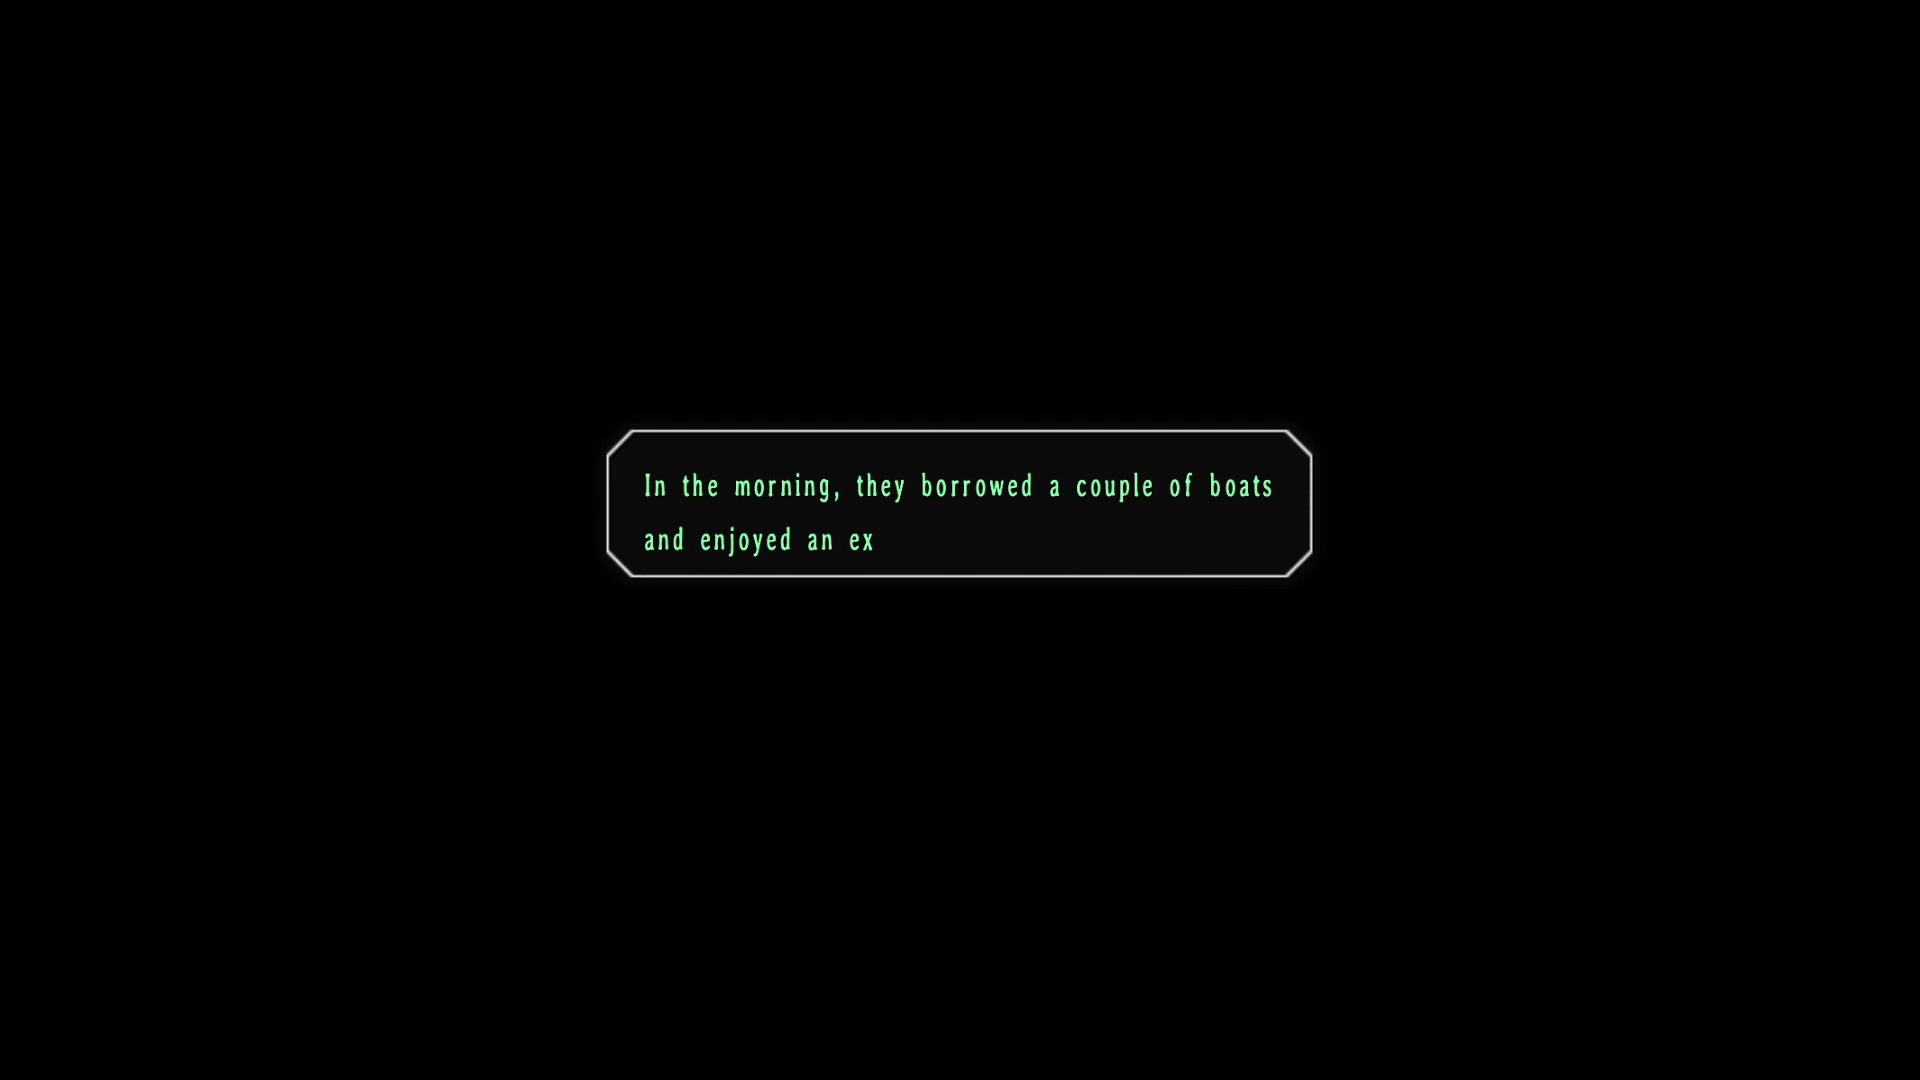 In the morning, they borrowed a couple of boats
and enjoyed an ex